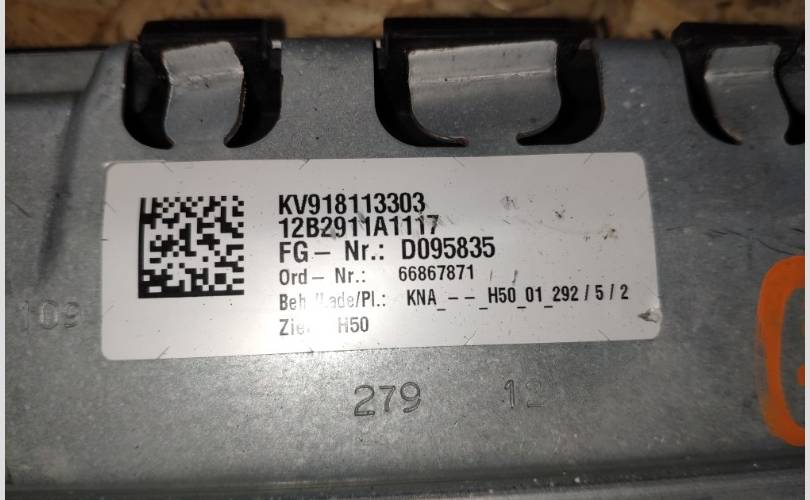 KV918113303
12B2911A1117
FG – Nr.: D095835
Ord – Nr.: 66867871
KNA_– –_H50_01_292 / 5 / 2
H50
109
279 12